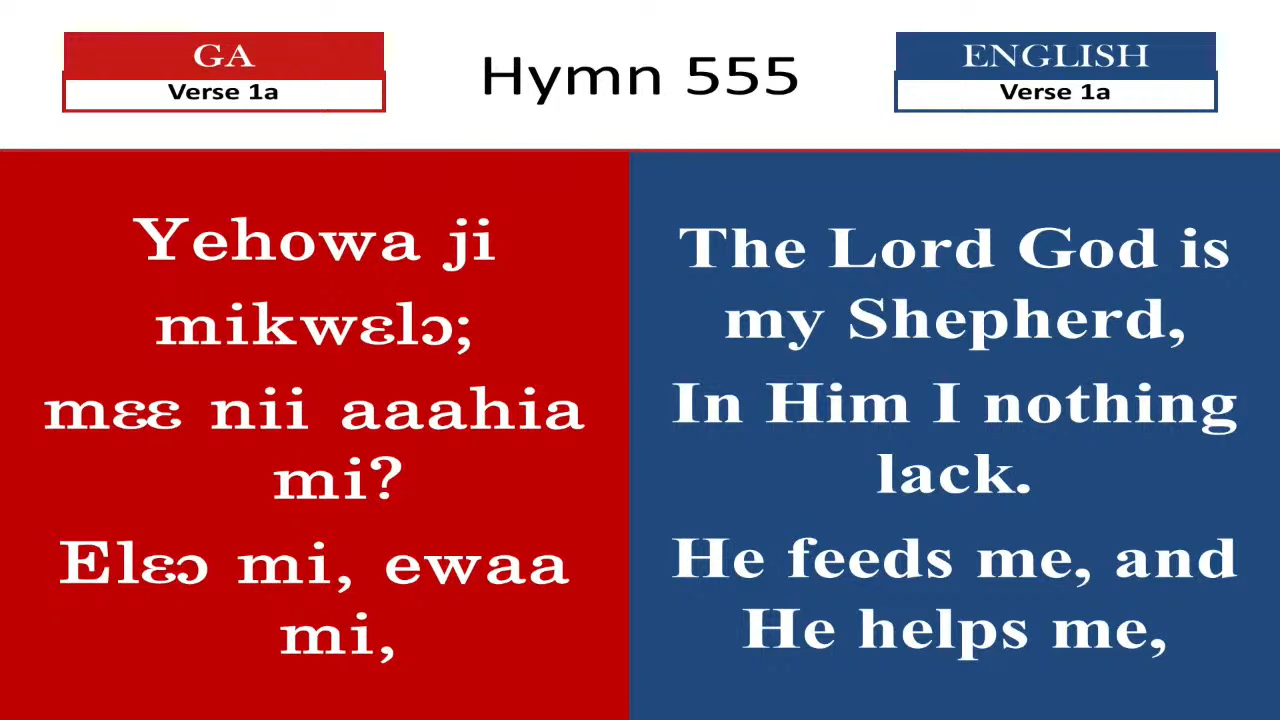 GA
Verse 1a
Hymn 555
ENGLISH
Verse 1a
Yehowa ji
mikwɛlɔ;
mɛɛ nii aaahia
mi?
Elɛɔ mi, ewaa
mi,
The Lord God is
my Shepherd,
In Him I nothing
lack.
He feeds me, and
He helps me,